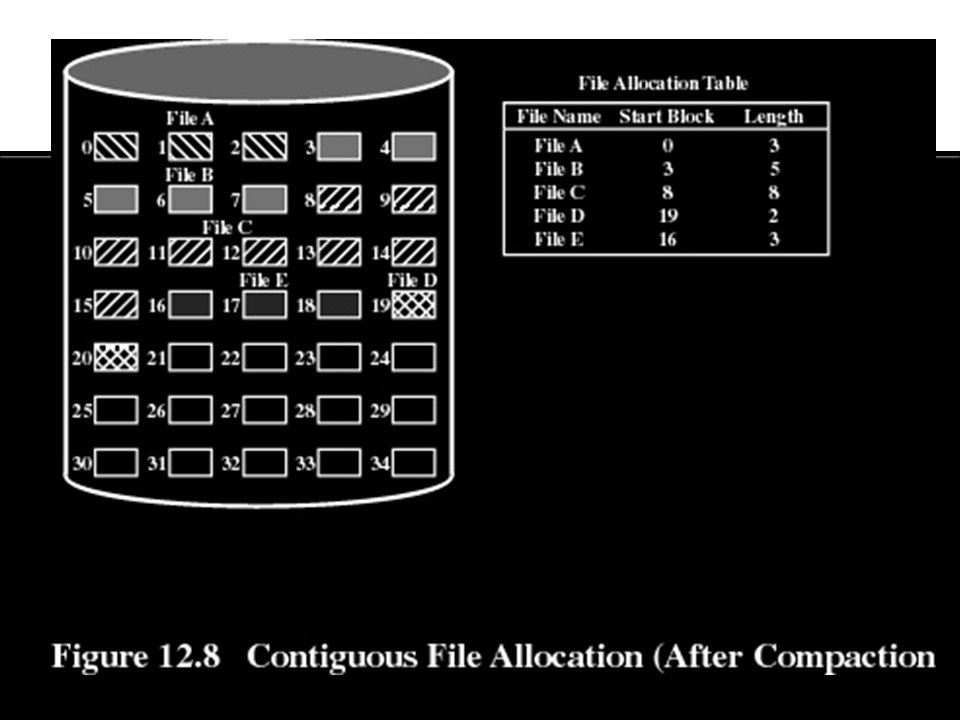 File Allocation Table
File Name Start Block Length
File A 0 3
File B 3 5
File C 8 8
File D 19 2
File E 16 3
File A
0 1 2 3 4
File B
5 6 7 8 9
File C
10 11 12 13 14
File E File D
15 16 17 18 19
20 21 22 23 24
25 26 27 28 29
30 31 32 33 34
Figure 12.8 Contiguous File Allocation (After Compaction